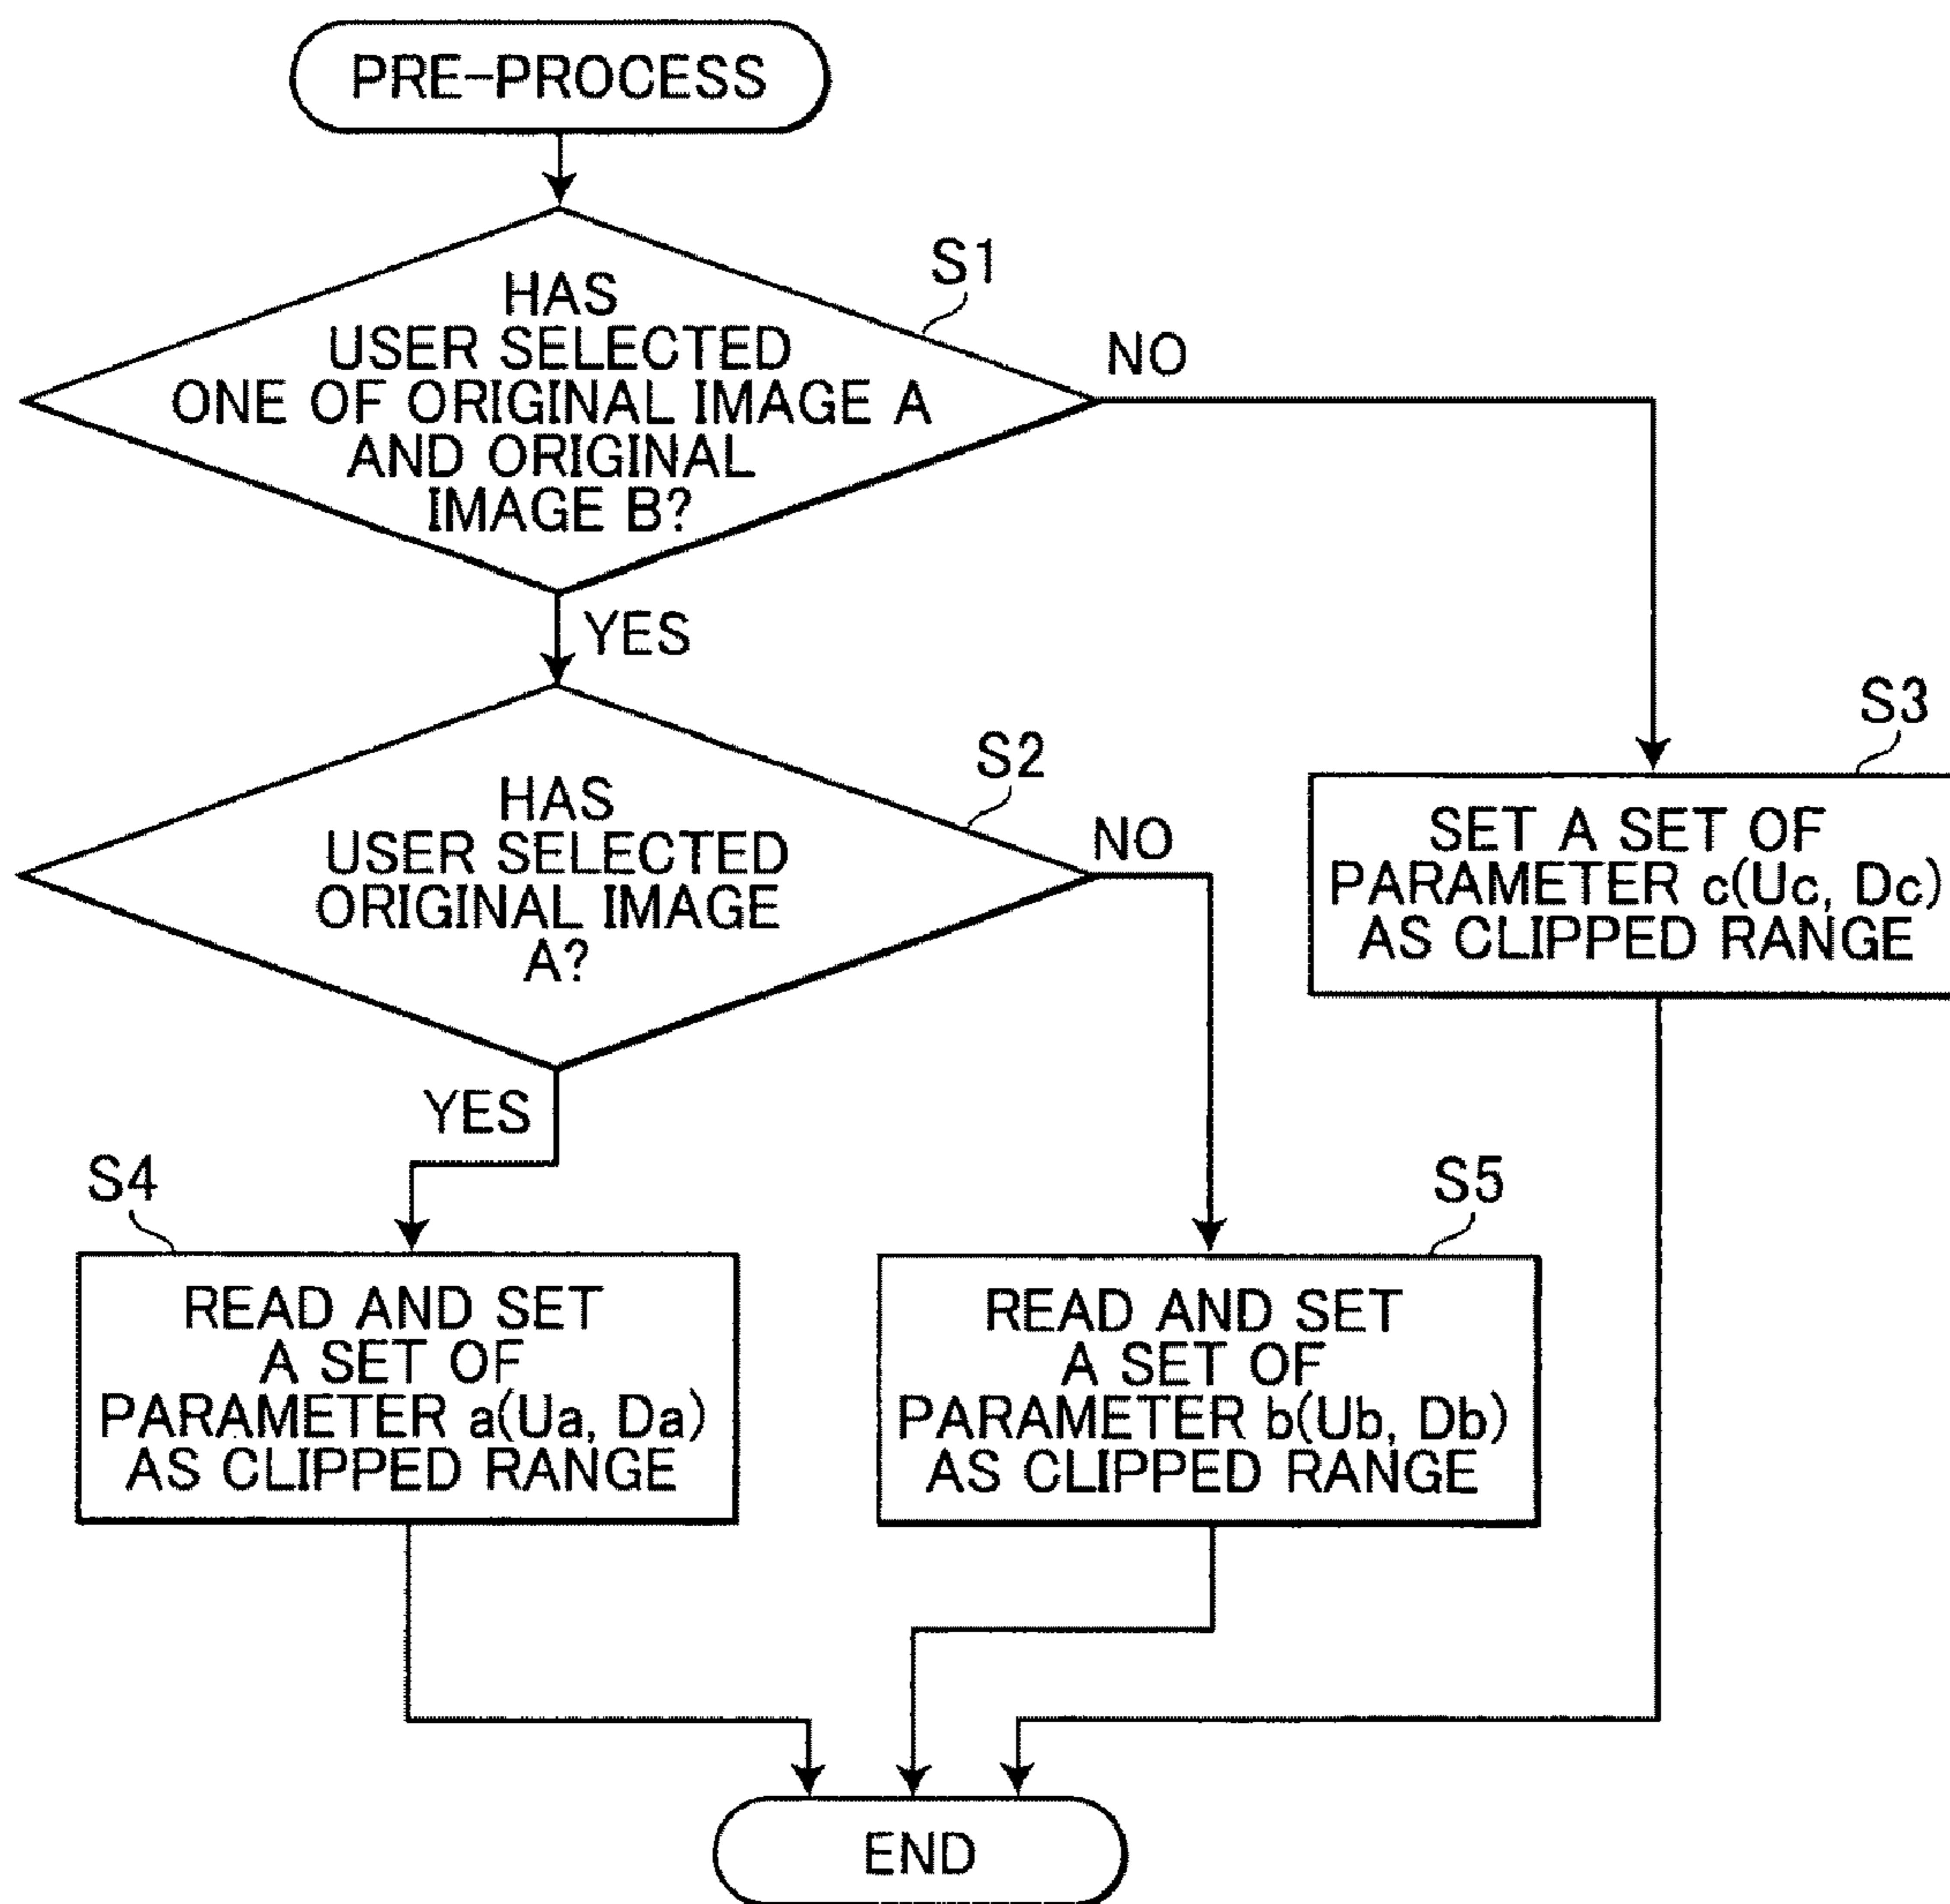 PRE-PROCESS
S1
HAS
USER SELECTED
ONE OF ORIGINAL IMAGE A
AND ORIGINAL
IMAGE B?
NO
YES
S2
HAS
USER SELECTED
ORIGINAL IMAGE
A?
NO
YES
S3
SET A SET OF
PARAMETER c(Uc, Dc)
AS CLIPPED RANGE
S4
READ AND SET
A SET OF
PARAMETER a(Ua, Da)
AS CLIPPED RANGE
S5
READ AND SET
A SET OF
PARAMETER b(Ub, Db)
AS CLIPPED RANGE
END